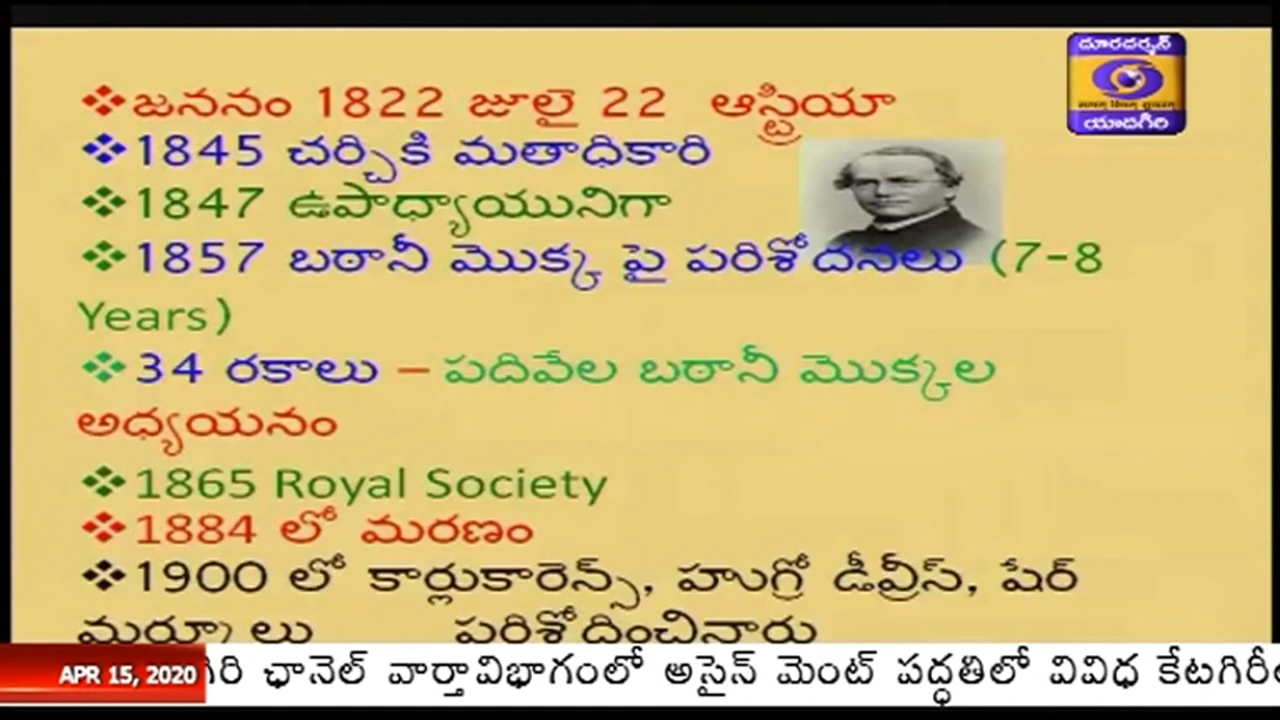 దూరదర్శన్
యాదగిరి
❖జననం 1822 జూలై 22 ఆస్ట్రియా
❖1845 చర్చికి మతాధికారి
❖1847 ఉపాధ్యాయునిగా
❖1857 బఠానీ మొక్క పై పరిశోదనలు (7-8
Years)
❖34 రకాలు – పదివేల బఠానీ మొక్కల
అధ్యయనం
❖1865 Royal Society
❖1884 లో మరణం
❖1900 లో కార్లుకారెన్స్, హుగ్రో డీవ్రీస్, షేర్
పరిశోదించినారు
APR 15, 2020 గిరి ఛానెల్ వార్తావిభాగంలో అసైన్ మెంట్ పద్ధతిలో వివిధ